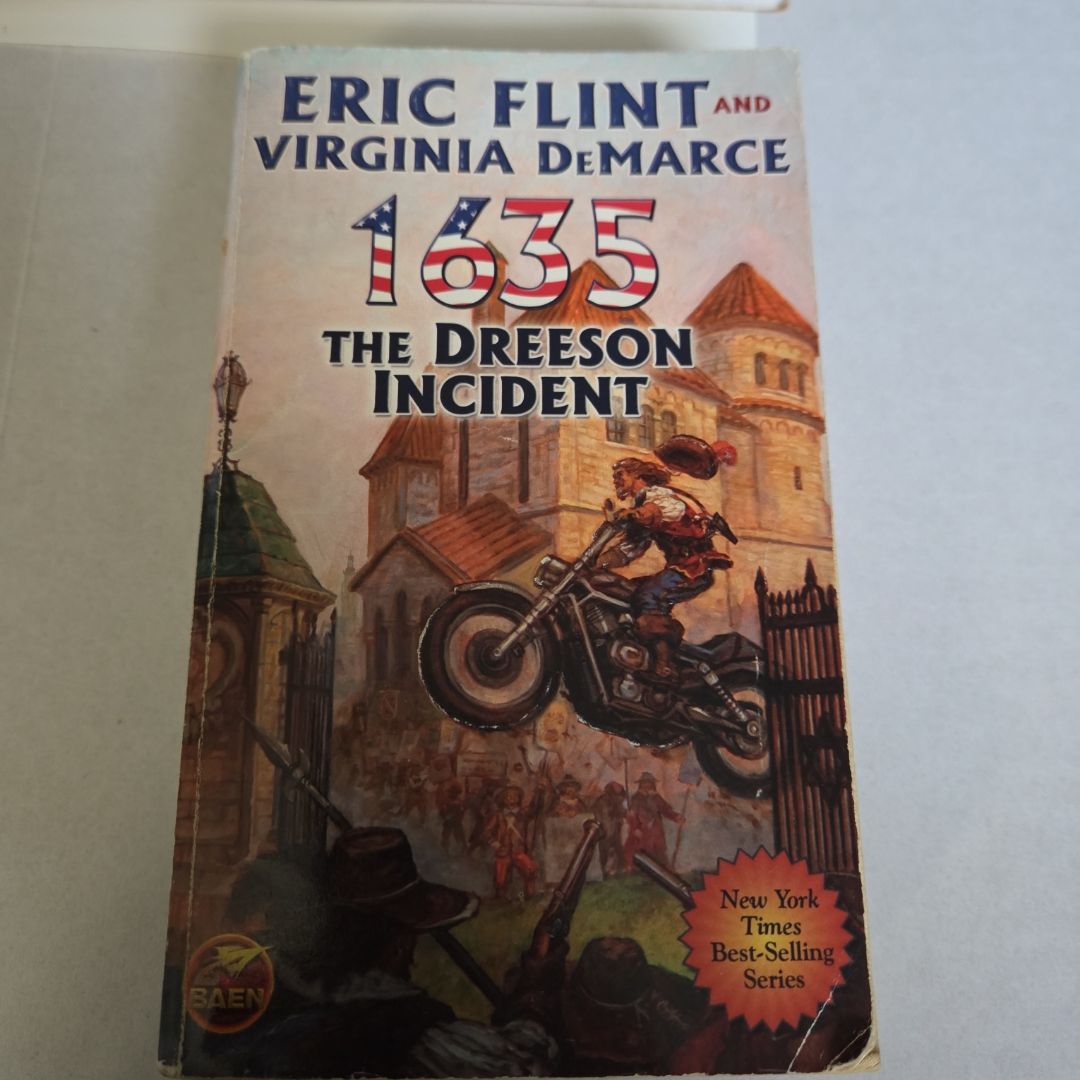 ERIC FLINT AND
VIRGINIA DEMARCE
1635
THE DREESON
INCIDENT
New York
Times
Best-Selling
Series
BAEN